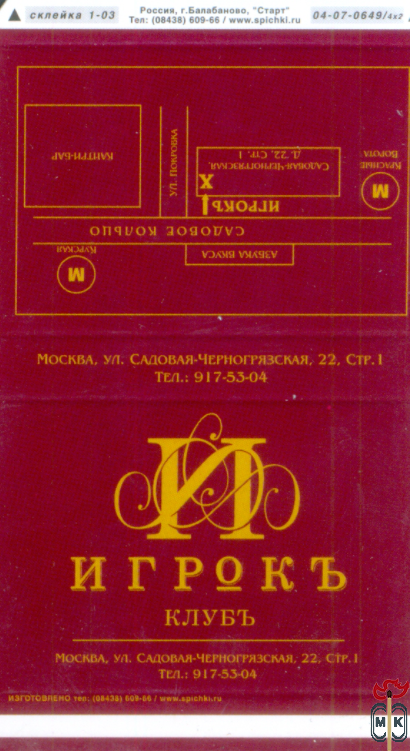 склейка 1-03
Россия, г.Балабаново, "Старт"
Тел: (08438) 609-66 / www.spichki.ru
04-07-0649/4x2
М
КУРСКАЯ
АЗБУКА ВКУСА
САДОВОЕ КОЛЬЦО
ИГРОКЪ
X
САДОВАЯ-ЧЕРНОГРЯЗСКАЯ,
Д. 22, СТР. 1
М
КРАСНЫЕ
ВОРОТА
УЛ. ПОКРОВКА
КАНТРИ-БАР
МОСКВА, УЛ. САДОВАЯ-ЧЕРНОГРЯЗСКАЯ, 22, СТР.1
ТЕЛ.: 917-53-04
И
ИГРОКЪ
КЛУБЪ
МОСКВА, УЛ. САДОВАЯ-ЧЕРНОГРЯЗСКАЯ, 22, СТР.1
ТЕЛ.: 917-53-04
ИЗГОТОВЛЕНО тел: (08438) 609-66 / www.spichki.ru
М К